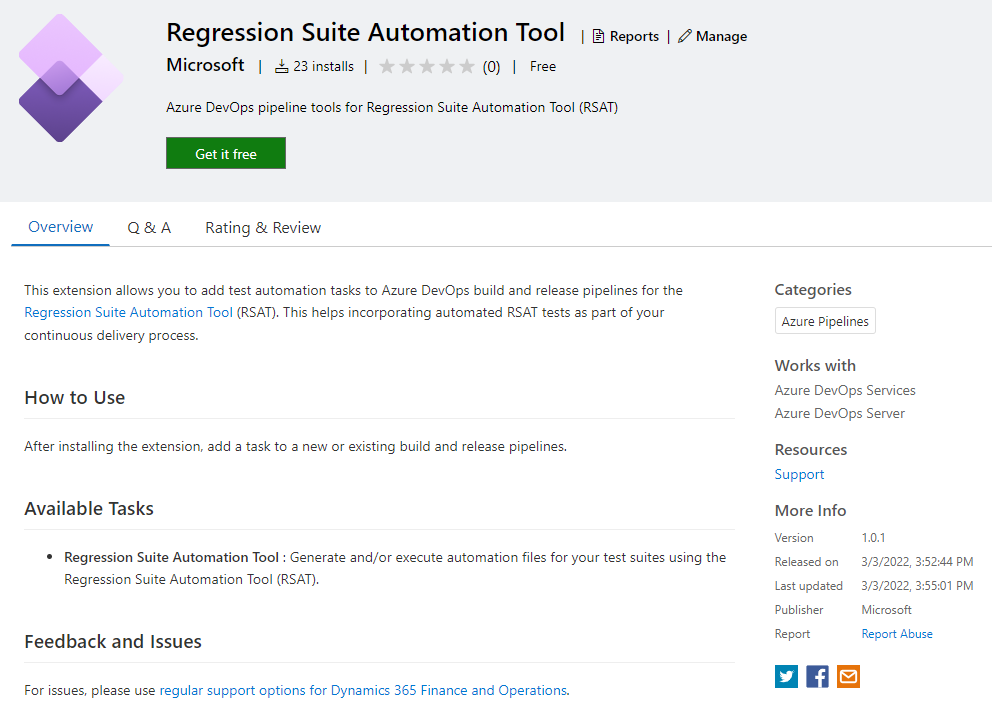 Regression Suite Automation Tool | Reports | Manage
Microsoft | 23 installs | (0) | Free
Azure DevOps pipeline tools for Regression Suite Automation Tool (RSAT)
Get it free
Overview Q & A Rating & Review
This extension allows you to add test automation tasks to Azure DevOps build and release pipelines for the
Regression Suite Automation Tool (RSAT). This helps incorporating automated RSAT tests as part of your
continuous delivery process.
How to Use
After installing the extension, add a task to a new or existing build and release pipelines.
Available Tasks
• Regression Suite Automation Tool : Generate and/or execute automation files for your test suites using the
Regression Suite Automation Tool (RSAT).
Feedback and Issues
For issues, please use regular support options for Dynamics 365 Finance and Operations.
Categories
Azure Pipelines
Works with
Azure DevOps Services
Azure DevOps Server
Resources
Support
More Info
Version 1.0.1
Released on 3/3/2022, 3:52:44 PM
Last updated 3/3/2022, 3:55:01 PM
Publisher Microsoft
Report Report Abuse